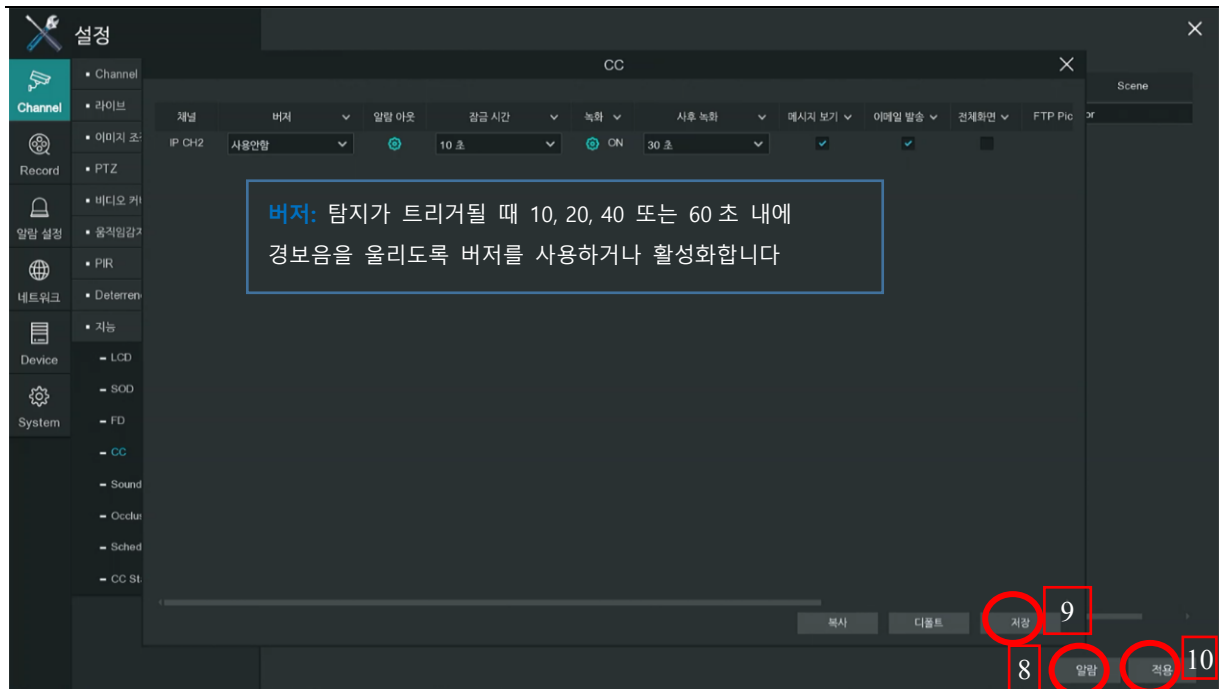 설정
CC
Scene
Channel
Record
알람 설정
네트워크
Device
System
Channel
라이브
이미지 조
PTZ
비디오 커
움직임감지
PIR
Deterren
지능
LCD
SOD
FD
CC
Sound
Occlu
Sched
CC St
채널 버저 알람 아웃 잠금 시간 녹화 사후 녹화 메시지 보기 이메일 발송 전체화면 FTP Pic
IP CH2 사용안함 10 초 ON 30 초
버저: 탐지가 트리거될 때 10, 20, 40 또는 60 초 내에
경보음을 울리도록 버저를 사용하거나 활성화합니다
복사 디폴트 저장 9
8 알람 적용 10